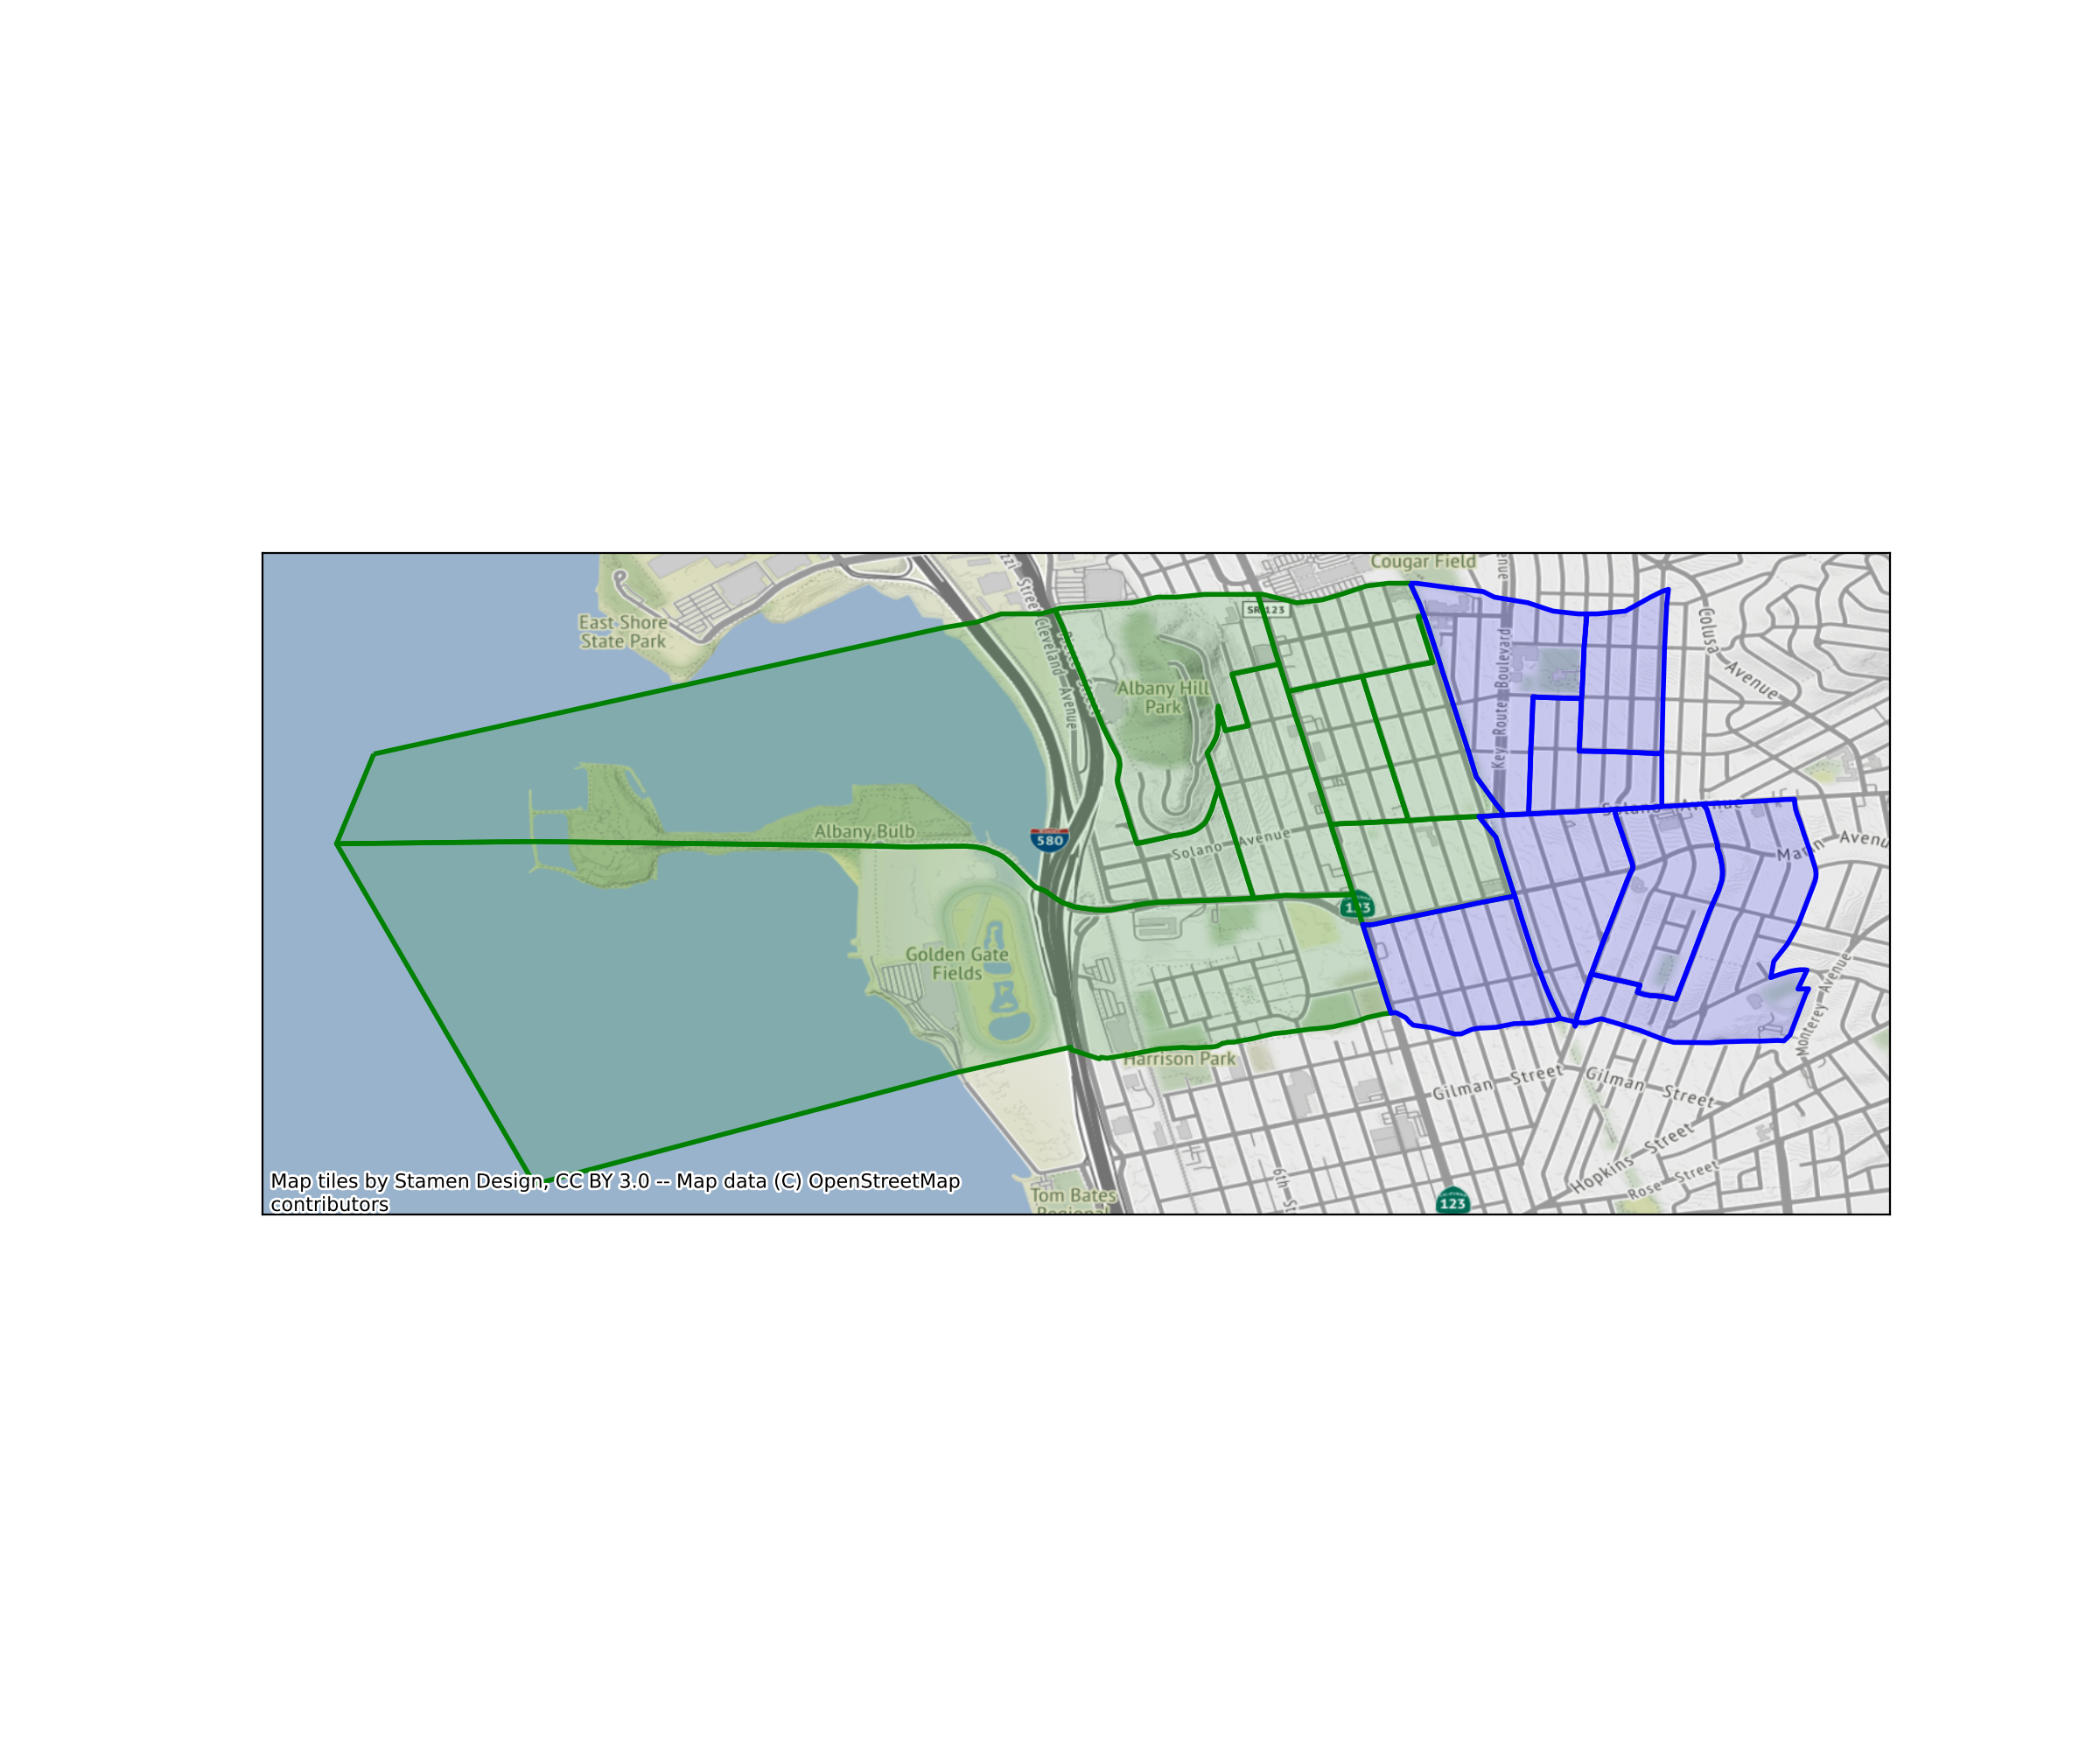 Cougar Field
East Shore
State Park
Street
Cleveland Avenue
SR 123
Key Route Boulevard
Colusa
Avenue
Albany Hill
Park
Albany Bulb
580
Solano Avenue
Solano Avenue
Marin Avenu
123
Golden Gate
Fields
Monterey Avenue
Harrison Park
Gilman Street
Gilman Street
Hopkins Street
Rose Street
6th St
Tom Bates
Regional
123
Map tiles by Stamen Design, CC BY 3.0 -- Map data (C) OpenStreetMap
contributors